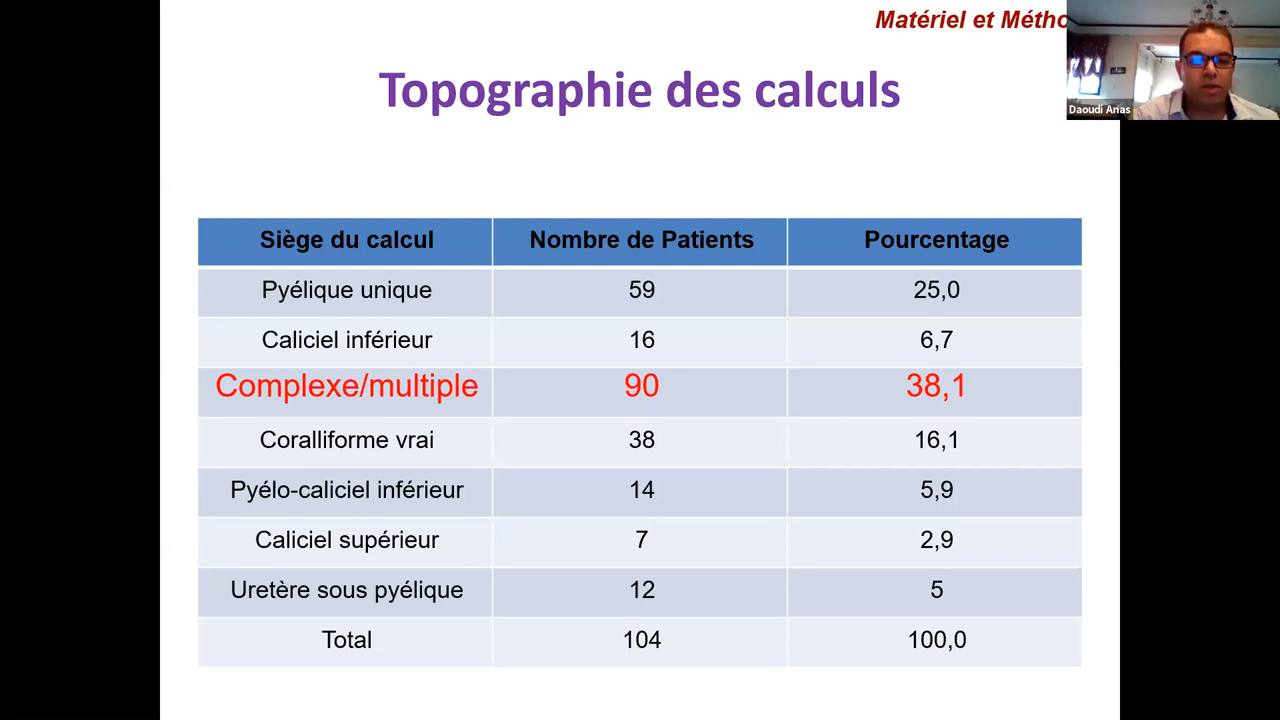 Matériel et Métho
Daoudi Anas
Topographie des calculs
Siège du calcul Nombre de Patients Pourcentage
Pyélique unique 59 25,0
Caliciel inférieur 16 6,7
Complexe/multiple 90 38,1
Coralliforme vrai 38 16,1
Pyélo-caliciel inférieur 14 5,9
Caliciel supérieur 7 2,9
Uretère sous pyélique 12 5
Total 104 100,0